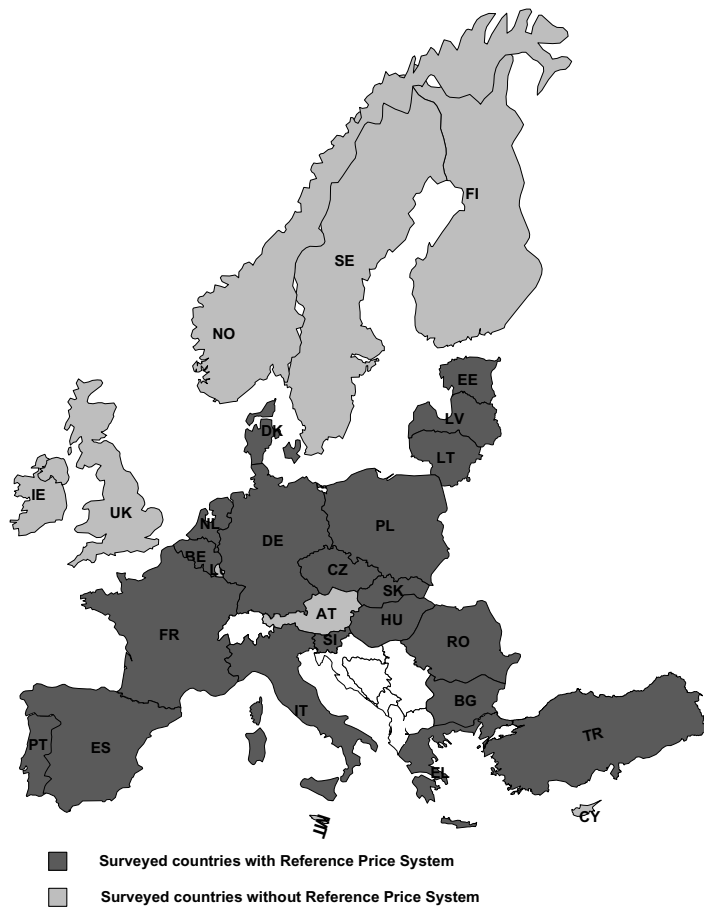 FI
SE
NO
EE
LV
DK
LT
IE
UK
NL
PL
DE
BE
L
CZ
SK
AT
HU
FR
SI
RO
BG
IT
PT
ES
TR
EL
CY
MT
Surveyed countries with Reference Price System
Surveyed countries without Reference Price System